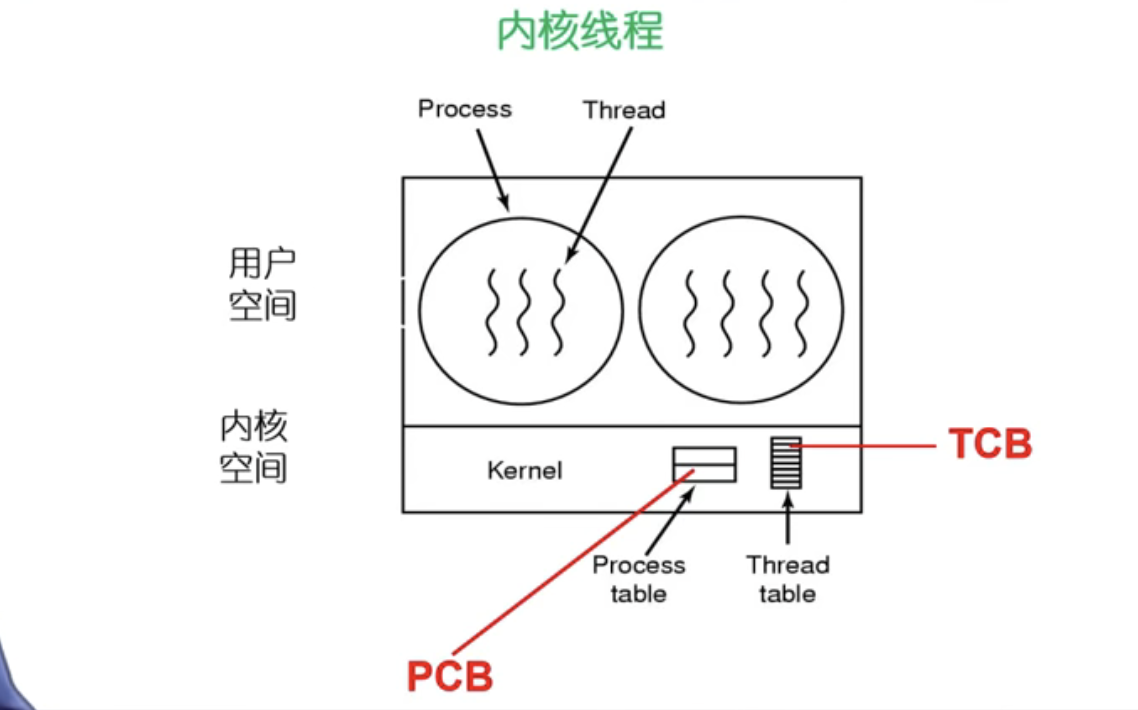 内核线程
Process
Thread
用户
空间
内核
空间
Kernel
TCB
Process
table
Thread
table
PCB